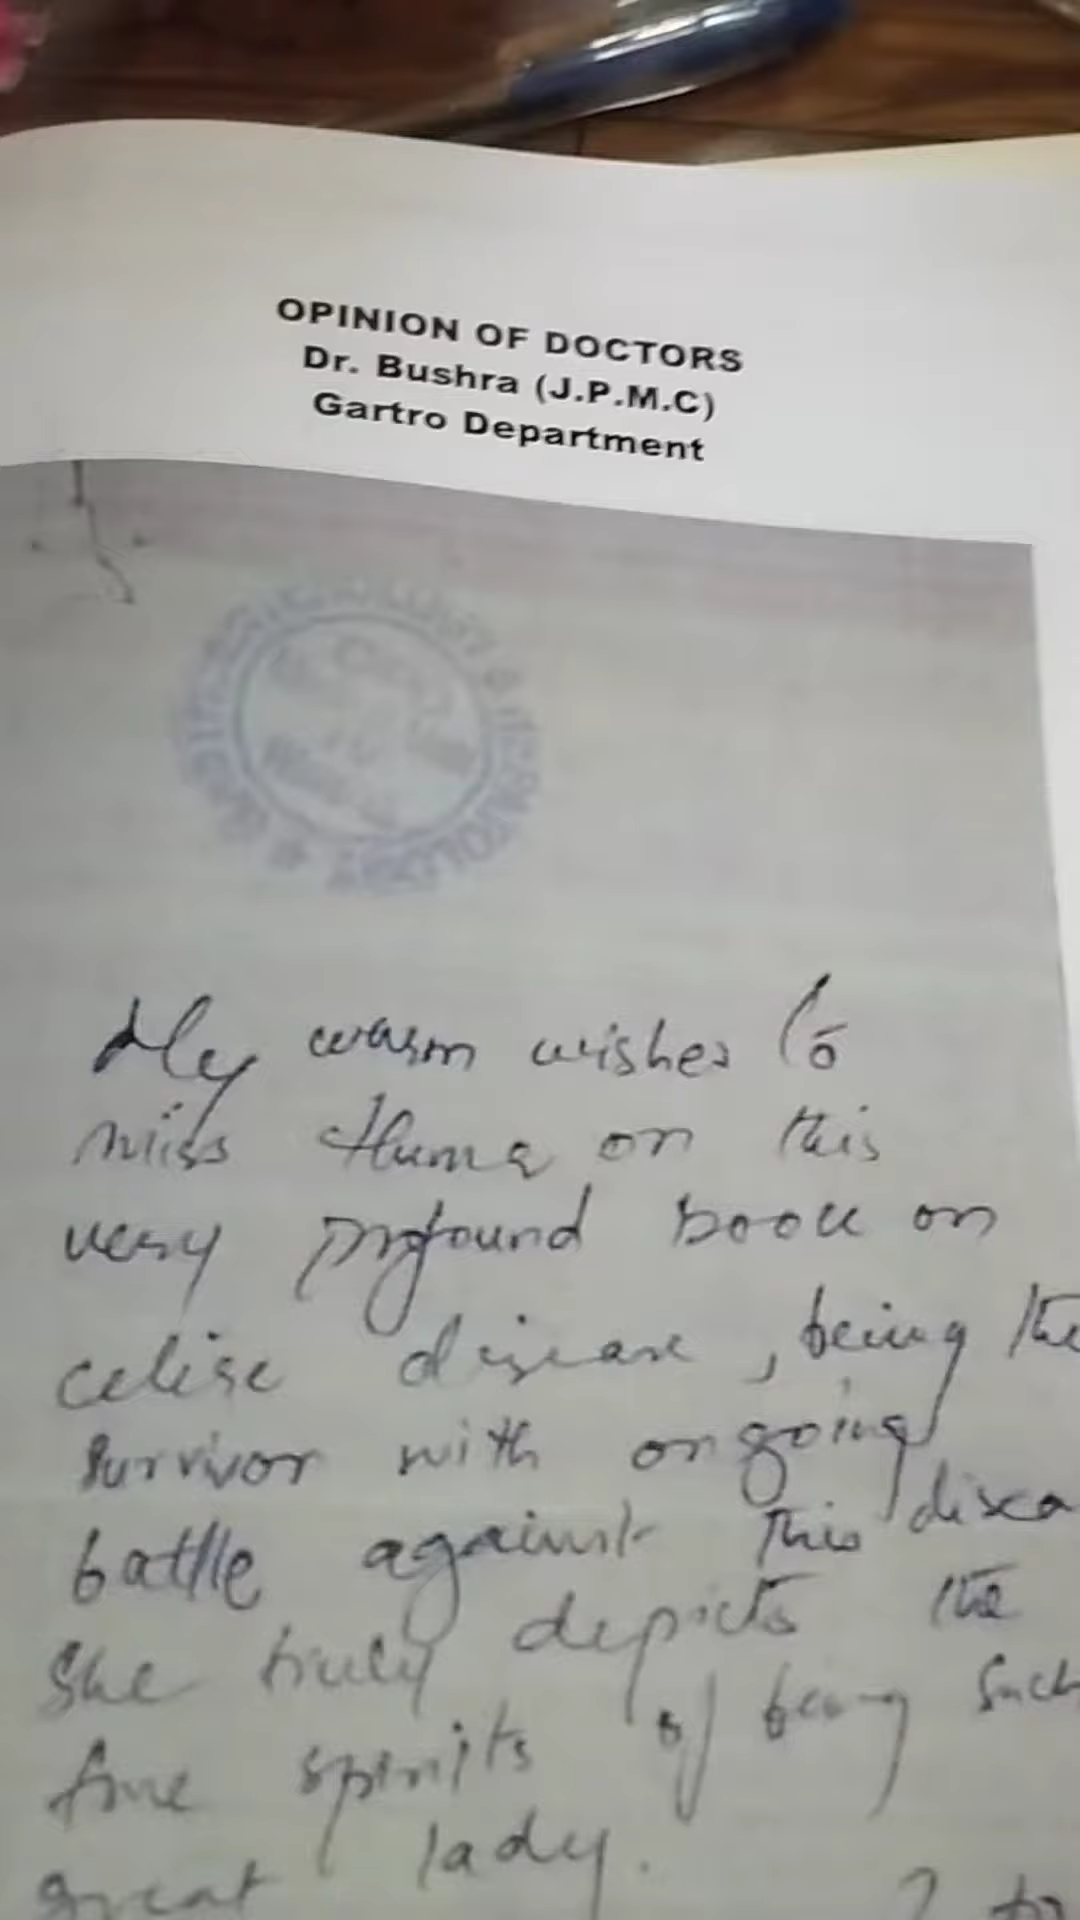 OPINION OF DOCTORS
Dr. Bushra (J.P.M.C)
Gartro Department
My warm wishes to
miss Huma on this
very profound book on
celise disease, being the
survivor with ongoing
battle against this disea
She truly depicts the
fine spirits of being such
great lady.